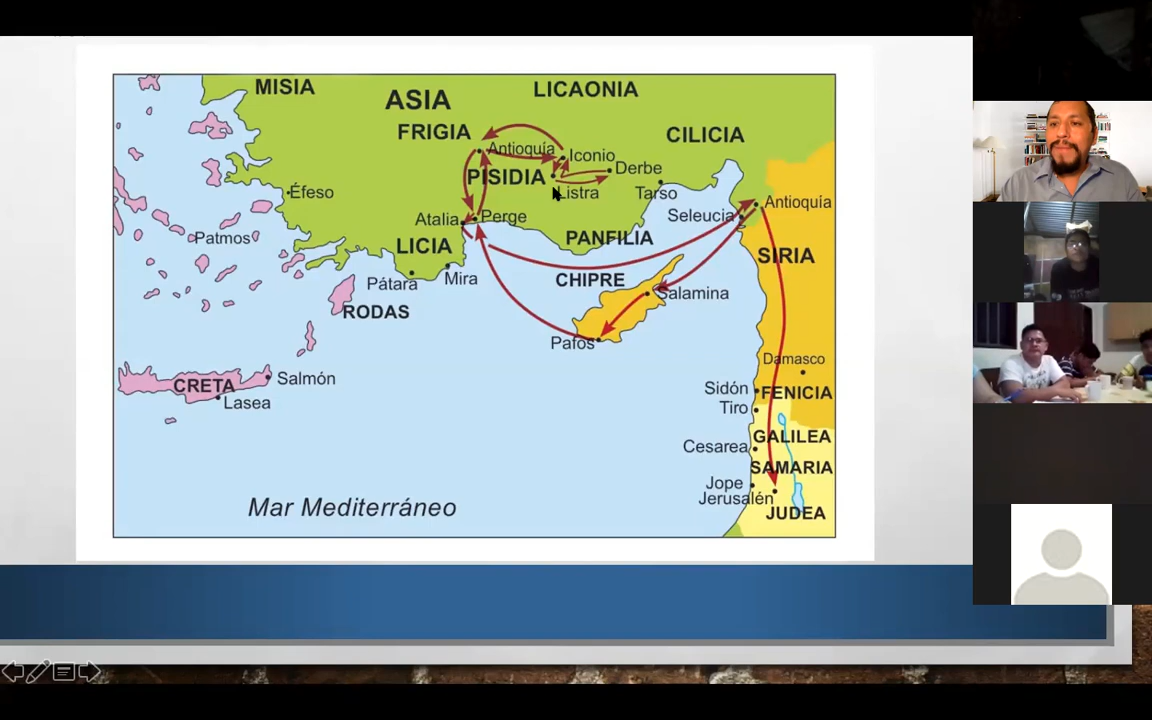 MISIA
ASIA
LICAONIA
FRIGIA
CILICIA
Antioquía
Iconio
PISIDIA
Derbe
Listra
Tarso
Éfeso
Antioquía
Atalia
Perge
Seleucia
Patmos
LICIA
PANFILIA
SIRIA
Pátara
Mira
CHIPRE
Salamina
RODAS
Pafos
Damasco
CRETA
Salmón
Lasea
Sidón
FENICIA
Tiro
GALILEA
Cesarea
SAMARIA
Jope
Jerusalén
JUDEA
Mar Mediterráneo